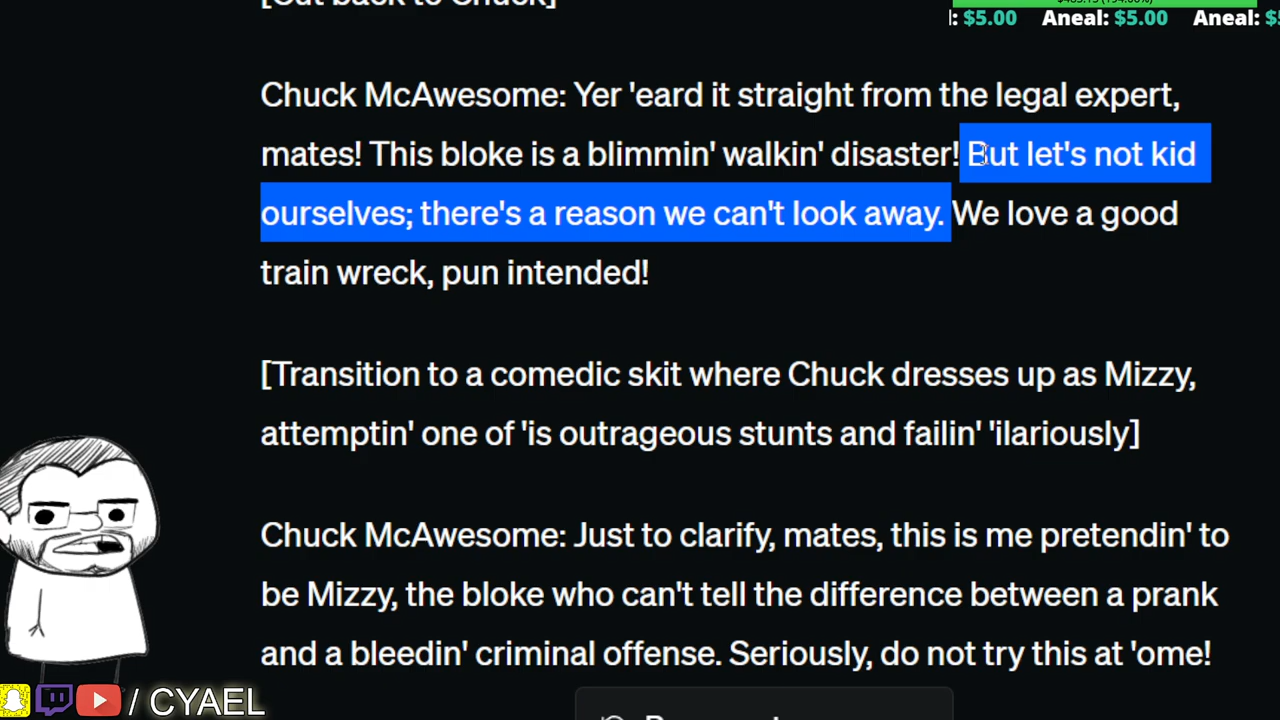 [Cut back to Chuck]
: $5.00 Aneal: $5.00 Aneal:
Chuck McAwesome: Yer 'eard it straight from the legal expert,
mates! This bloke is a blimmin' walkin' disaster! But let's not kid
ourselves; there's a reason we can't look away. We love a good
train wreck, pun intended!
[Transition to a comedic skit where Chuck dresses up as Mizzy,
attemptin' one of 'is outrageous stunts and failin' 'ilariously]
Chuck McAwesome: Just to clarify, mates, this is me pretendin' to
be Mizzy, the bloke who can't tell the difference between a prank
and a bleedin' criminal offense. Seriously, do not try this at 'ome!
/ CYAEL